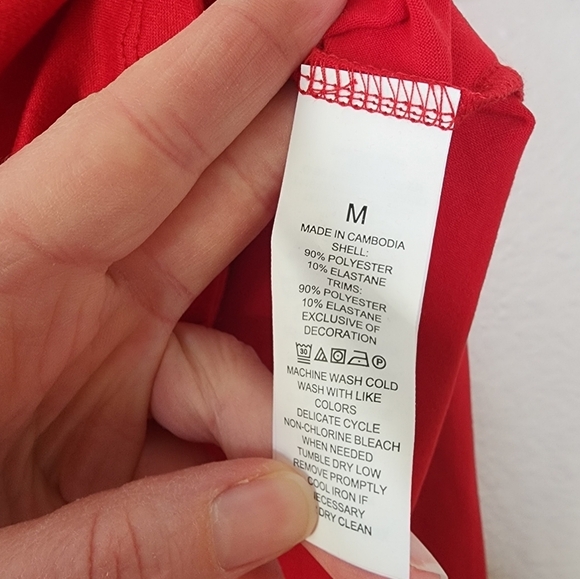 M
MADE IN CAMBODIA
SHELL:
90% POLYESTER
10% ELASTANE
TRIMS:
90% POLYESTER
10% ELASTANE
EXCLUSIVE OF
DECORATION
30 P
MACHINE WASH COLD
WASH WITH LIKE
COLORS
DELICATE CYCLE
NON-CHLORINE BLEACH
WHEN NEEDED
TUMBLE DRY LOW
REMOVE PROMPTLY
COOL IRON IF
ECESSARY
DRY CLEAN